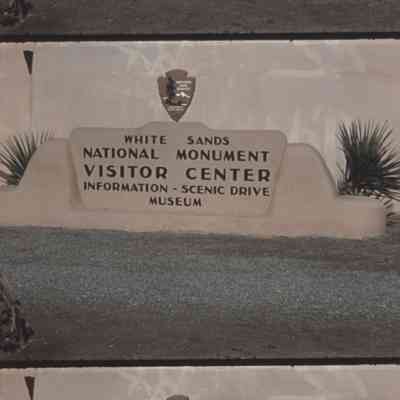 WHITE SANDS
NATIONAL MONUMENT
VISITOR CENTER
INFORMATION - SCENIC DRIVE
MUSEUM